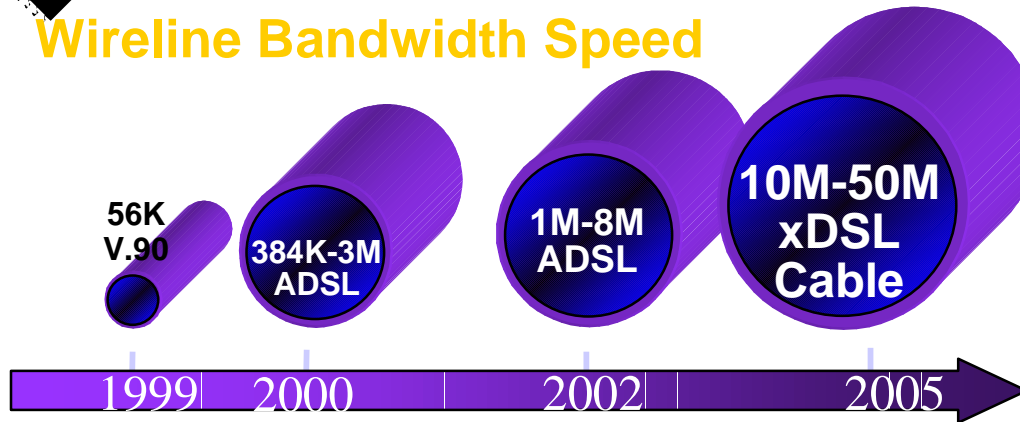 Wireline Bandwidth Speed
56K
V.90
384K-3M
ADSL
1M-8M
ADSL
10M-50M
xDSL
Cable
1999
2000
2002
2005